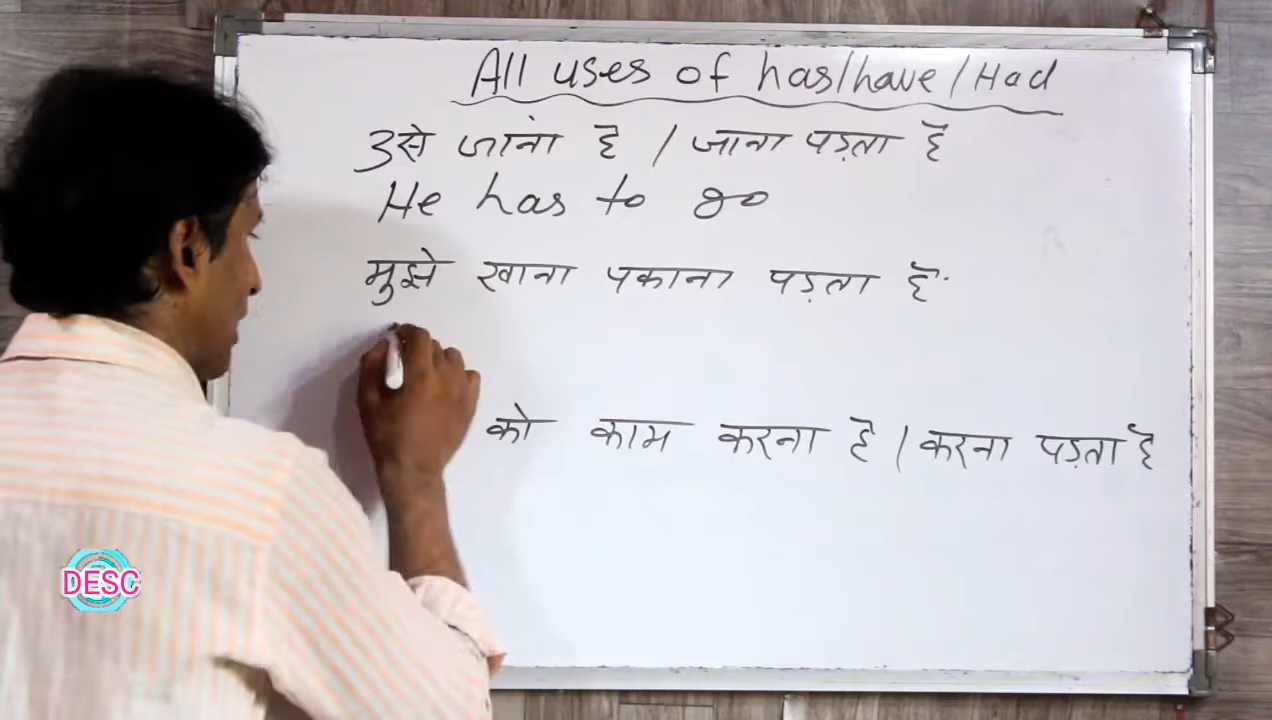 All uses of has/have/Had
उसे जांना है / जाना पड़ता है
He has to go
मुझे खाना पकाना पड़ता है.
को काम करना है / करना पड़ता है
DESC